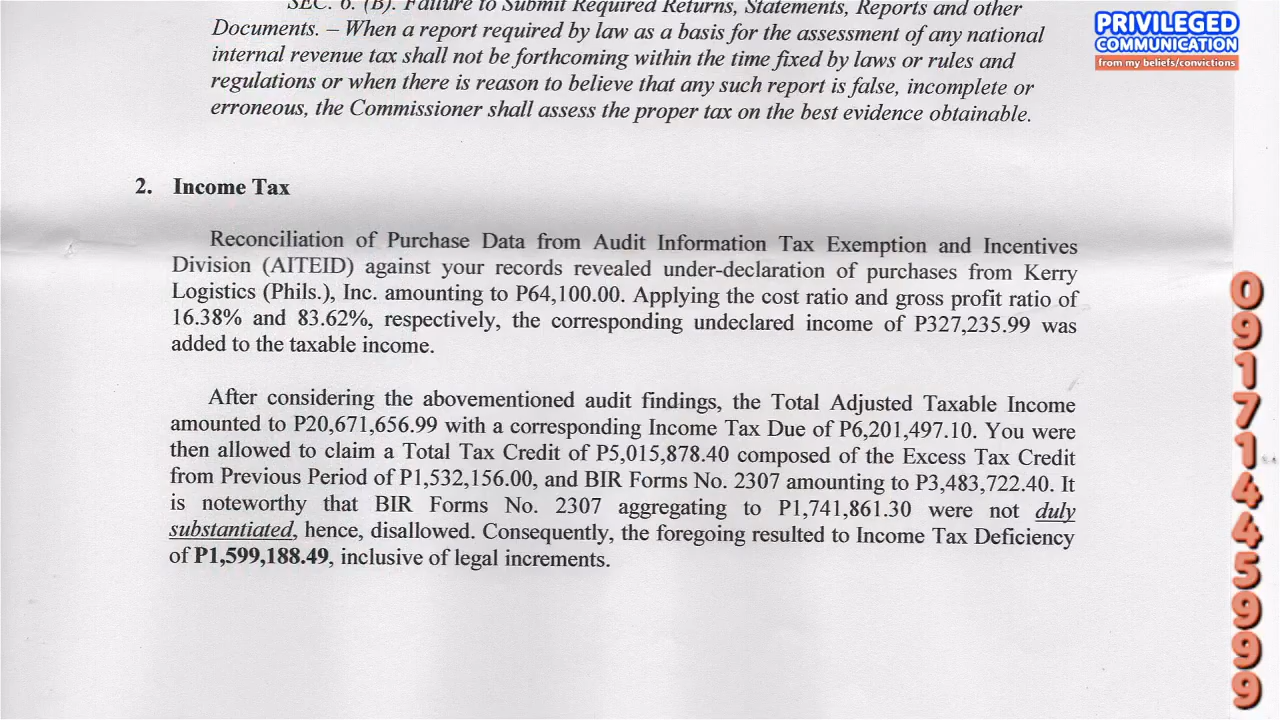 SEC. 6. (B). Failure to Submit Required Returns, Statements, Reports and other
Documents. – When a report required by law as a basis for the assessment of any national
internal revenue tax shall not be forthcoming within the time fixed by laws or rules and
regulations or when there is reason to believe that any such report is false, incomplete or
erroneous, the Commissioner shall assess the proper tax on the best evidence obtainable.
2. Income Tax
Reconciliation of Purchase Data from Audit Information Tax Exemption and Incentives
Division (AITEID) against your records revealed under-declaration of purchases from Kerry
Logistics (Phils.), Inc. amounting to P64,100.00. Applying the cost ratio and gross profit ratio of
16.38% and 83.62%, respectively, the corresponding undeclared income of P327,235.99 was
added to the taxable income.
After considering the abovementioned audit findings, the Total Adjusted Taxable Income
amounted to P20,671,656.99 with a corresponding Income Tax Due of P6,201,497.10. You were
then allowed to claim a Total Tax Credit of P5,015,878.40 composed of the Excess Tax Credit
from Previous Period of P1,532,156.00, and BIR Forms No. 2307 amounting to P3,483,722.40. It
is noteworthy that BIR Forms No. 2307 aggregating to P1,741,861.30 were not duly
substantiated, hence, disallowed. Consequently, the foregoing resulted to Income Tax Deficiency
of P1,599,188.49, inclusive of legal increments.
PRIVILEGED
COMMUNICATION
from my beliefs/convictions
09171445999